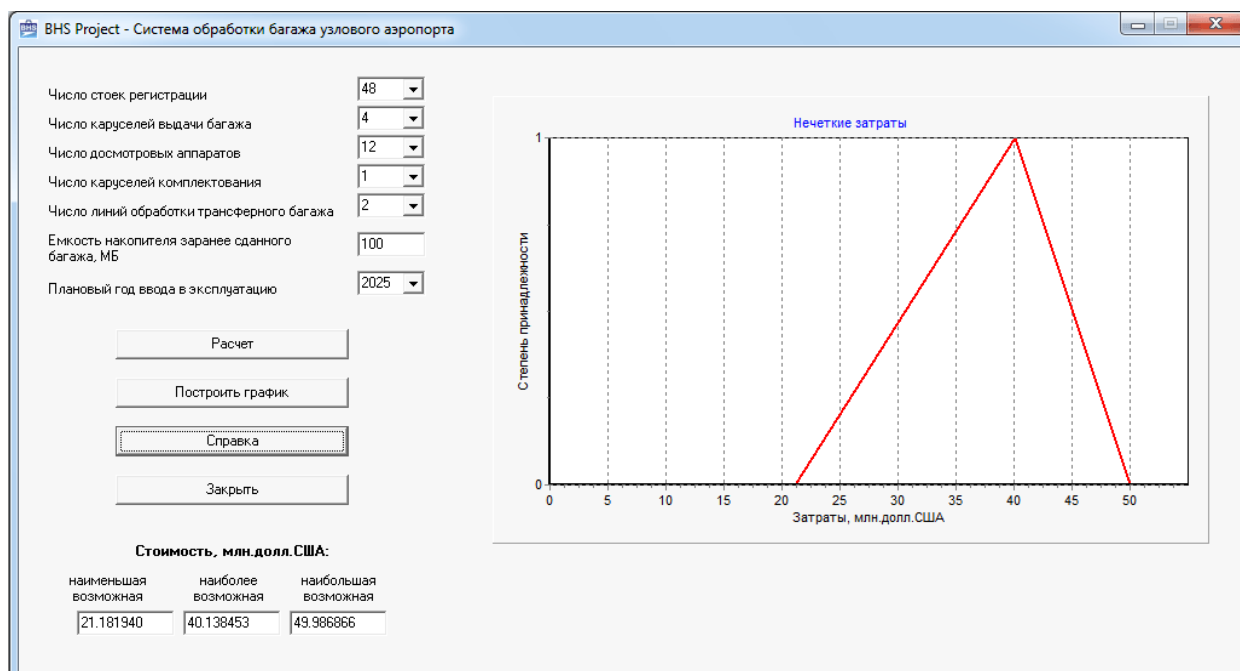 BHS Project - Система обработки багажа узлового аэропорта
Число стоек регистрации 48
Число каруселей выдачи багажа 4
Число досмотровых аппаратов 12
Число каруселей комплектования 1
Число линий обработки трансферного багажа 2
Емкость накопителя заранее сданного
багажа, МБ 100
Плановый год ввода в эксплуатацию 2025
Расчет
Построить график
Справка
Закрыть
Стоимость, млн.долл.США:
наименьшая наиболее наибольшая
возможная возможная возможная
21.181940 40.138453 49.986866
Нечеткие затраты
Степень принадлежности
1
0
0 5 10 15 20 25 30 35 40 45 50
Затраты, млн.долл.США